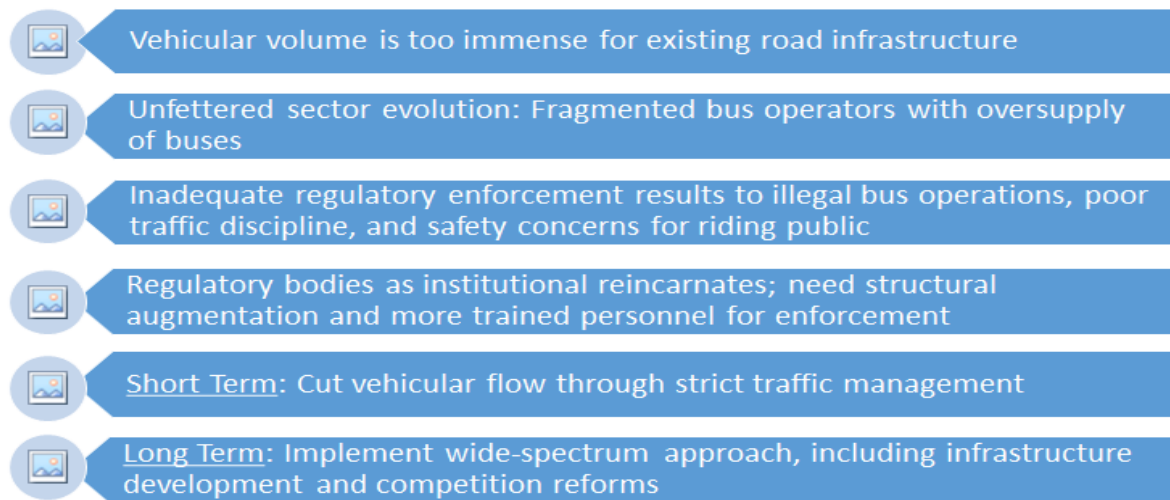 Vehicular volume is too immense for existing road infrastructure
Unfettered sector evolution: Fragmented bus operators with oversupply
of buses
Inadequate regulatory enforcement results to illegal bus operations, poor
traffic discipline, and safety concerns for riding public
Regulatory bodies as institutional reincarnates; need structural
augmentation and more trained personnel for enforcement
Short Term: Cut vehicular flow through strict traffic management
Long Term: Implement wide-spectrum approach, including infrastructure
development and competition reforms